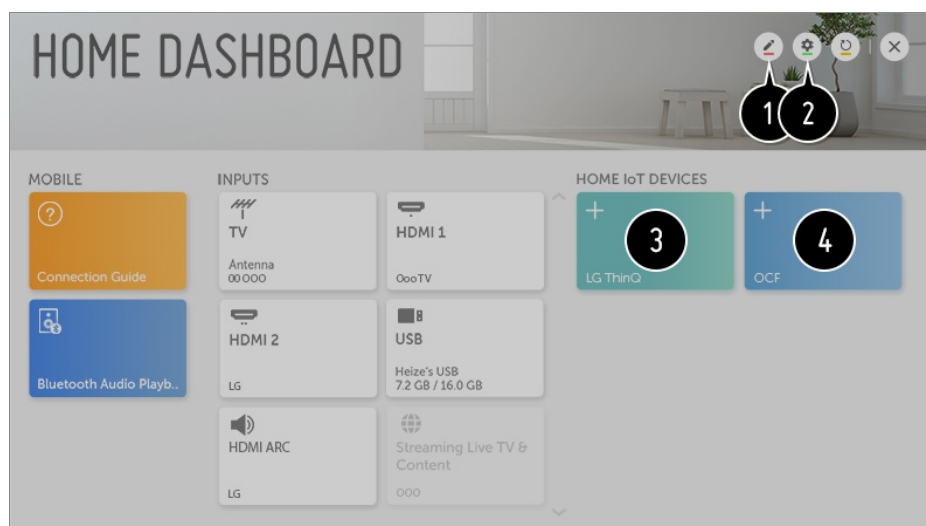 HOME DASHBOARD
1
2
MOBILE
INPUTS
HOME IoT DEVICES
?
Connection Guide
Bluetooth Audio Playb..
TV
Antenna
00 000
HDMI 1
OooTV
HDMI 2
LG
USB
Heize's USB
7.2 GB / 16.0 GB
HDMI ARC
LG
Streaming Live TV &
Content
000
3
LG ThinQ
4
OCF